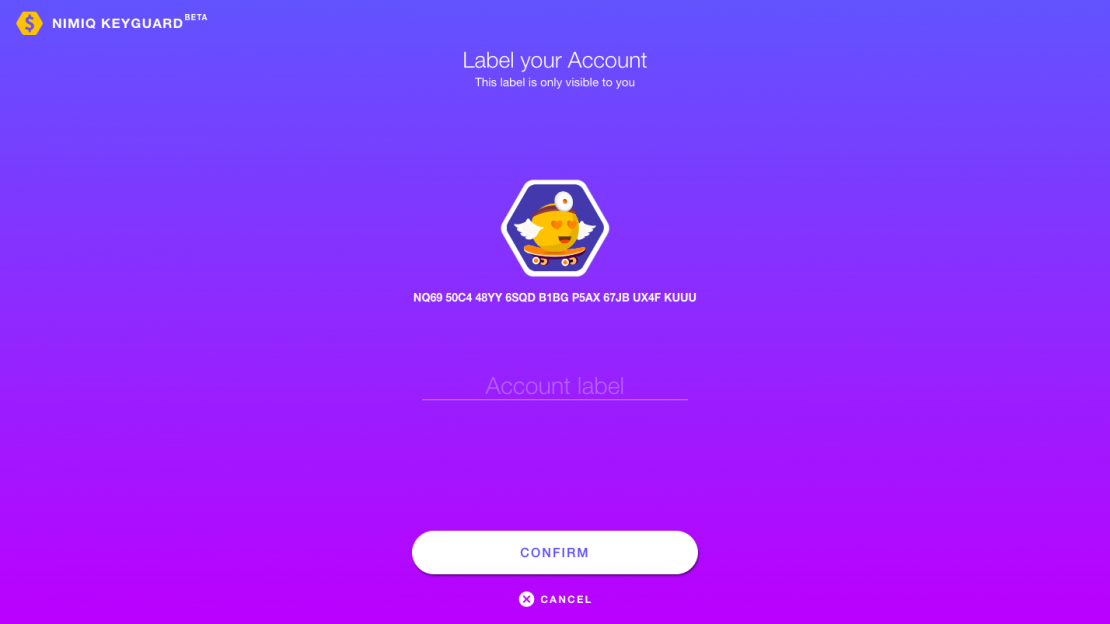 NIMIQ KEYGUARD BETA
Label your Account
This label is only visible to you
NQ69 50C4 48YY 6SQD B1BG P5AX 67JB UX4F KUUU
Account label
CONFIRM
CANCEL